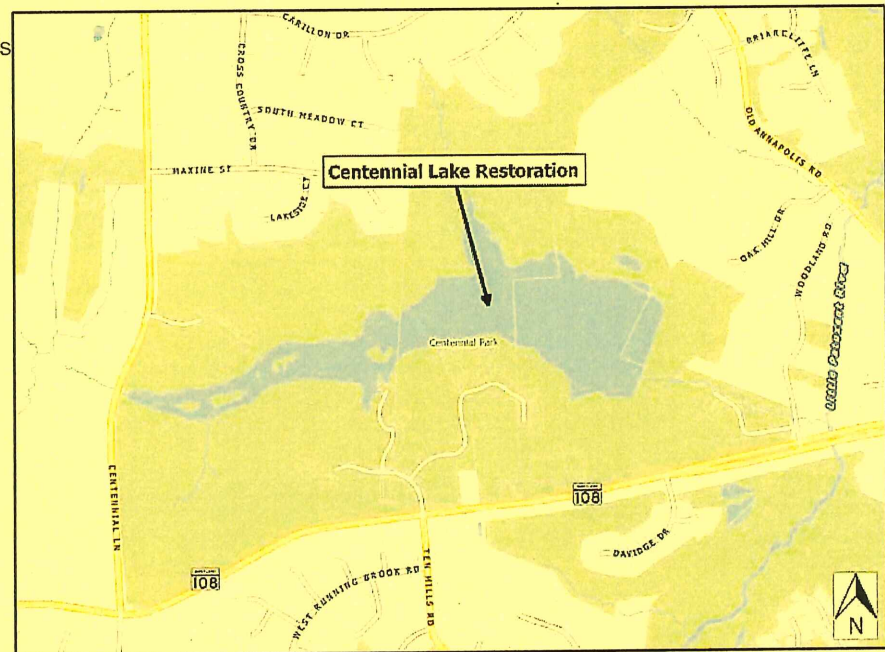 S
CARILLON DR
BRIARCLIFFE LN
CROSS COUNTRY DR
SOUTH MEADOW CT
OLD ANNAPOLIS RD
MAXINE ST
Centennial Lake Restoration
LAKESIDE CT
OAK HILL DR
WOODLAND RD
Little Patuxent River
Centennial Park
CENTENNIAL LN
108
108
DAVIDGE DR
WEST RUNNING BROOK RD
TEN MILLS RD
N